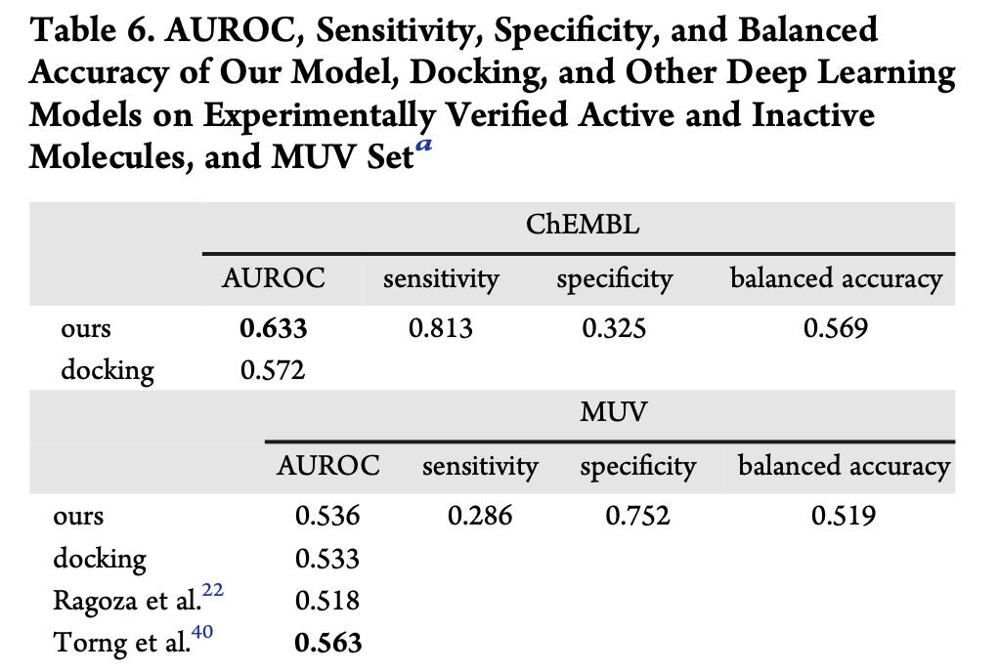 Table 6. AUROC, Sensitivity, Specificity, and Balanced
Accuracy of Our Model, Docking, and Other Deep Learning
Models on Experimentally Verified Active and Inactive
Molecules, and MUV Set^a
ChEMBL
AUROC sensitivity specificity balanced accuracy
ours 0.633 0.813 0.325 0.569
docking 0.572
MUV
AUROC sensitivity specificity balanced accuracy
ours 0.536 0.286 0.752 0.519
docking 0.533
Ragoza et al.22 0.518
Torng et al.40 0.563